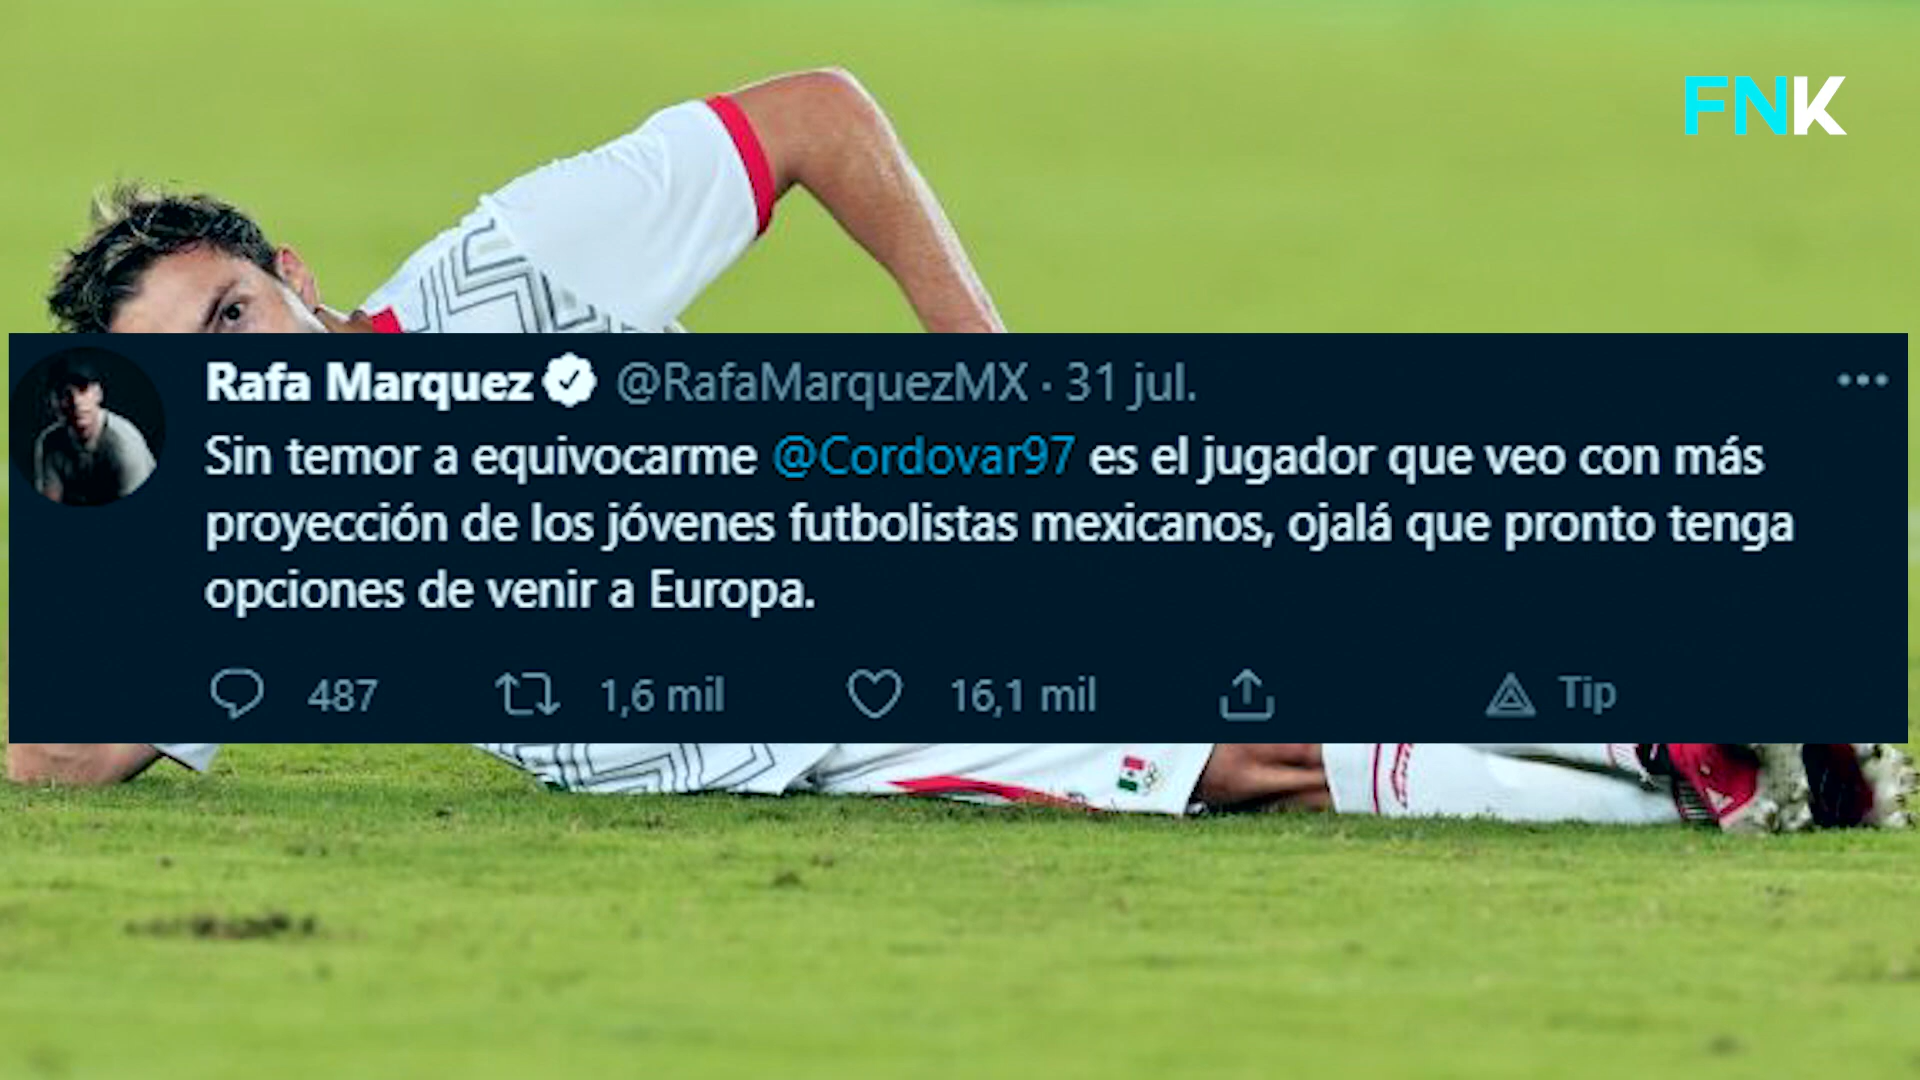 FNK
Rafa Marquez @RafaMarquezMX · 31 jul.
Sin temor a equivocarme @Cordovar97 es el jugador que veo con más
proyección de los jóvenes futbolistas mexicanos, ojalá que pronto tenga
opciones de venir a Europa.
487 1,6 mil 16,1 mil Tip